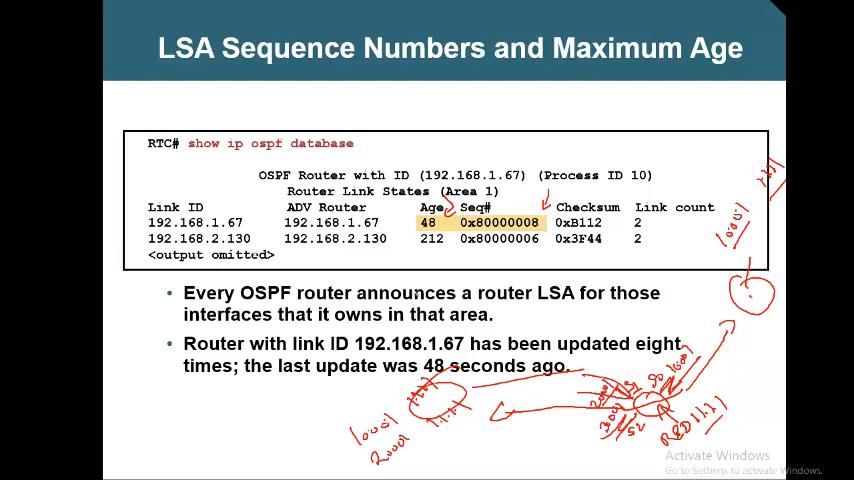 LSA Sequence Numbers and Maximum Age
RTC# show ip ospf database
OSPF Router with ID (192.168.1.67) (Process ID 10)
Router Link States (Area 1)
Link ID ADV Router Age Seq# Checksum Link count
192.168.1.67 192.168.1.67 48 0x80000008 0xB112 2
192.168.2.130 192.168.2.130 212 0x80000006 0x3F44 2
<output omitted>
• Every OSPF router announces a router LSA for those
interfaces that it owns in that area.
• Router with link ID 192.168.1.67 has been updated eight
times; the last update was 48 seconds ago.
Activate Windows
Go to Settings to activate Windows.